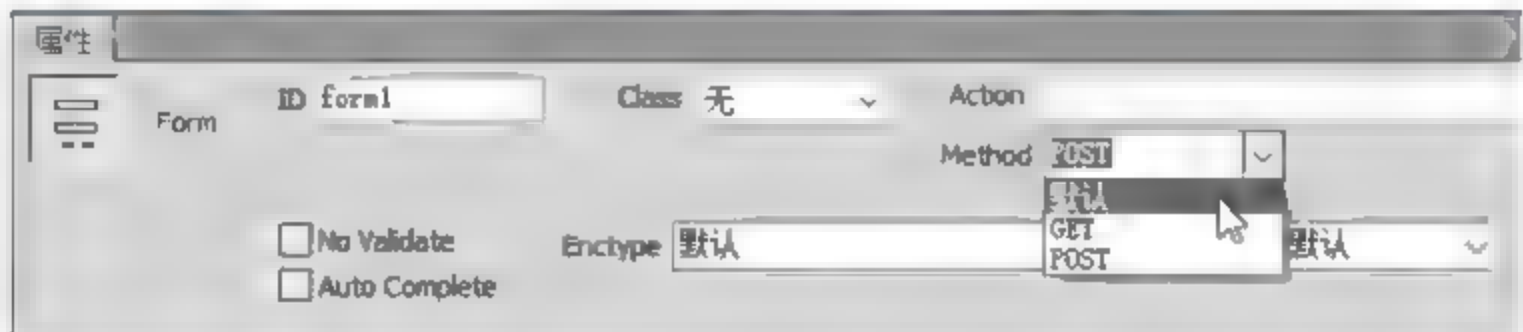 属性
Form ID form1 Class 无 Action
Method POST
默认
GET
POST
No Validate Enctype 默认 默认
Auto Complete